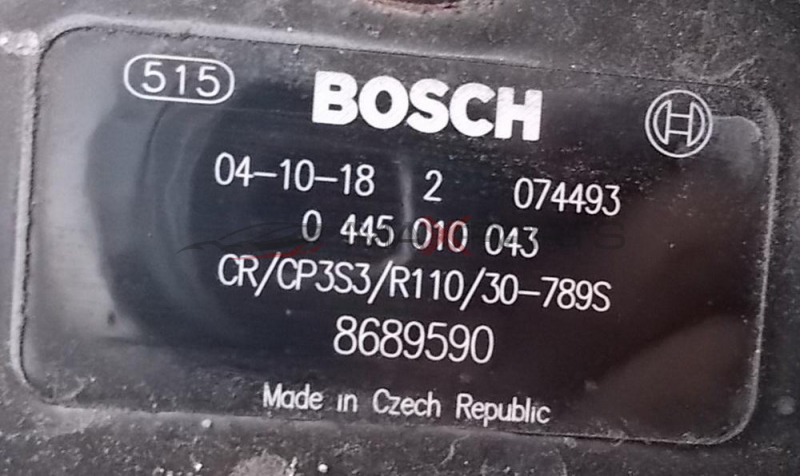 515
BOSCH
04-10-18 2 074493
0 445 010 043
CR/CP3S3/R110/30-789S
8689590
Made in Czech Republic